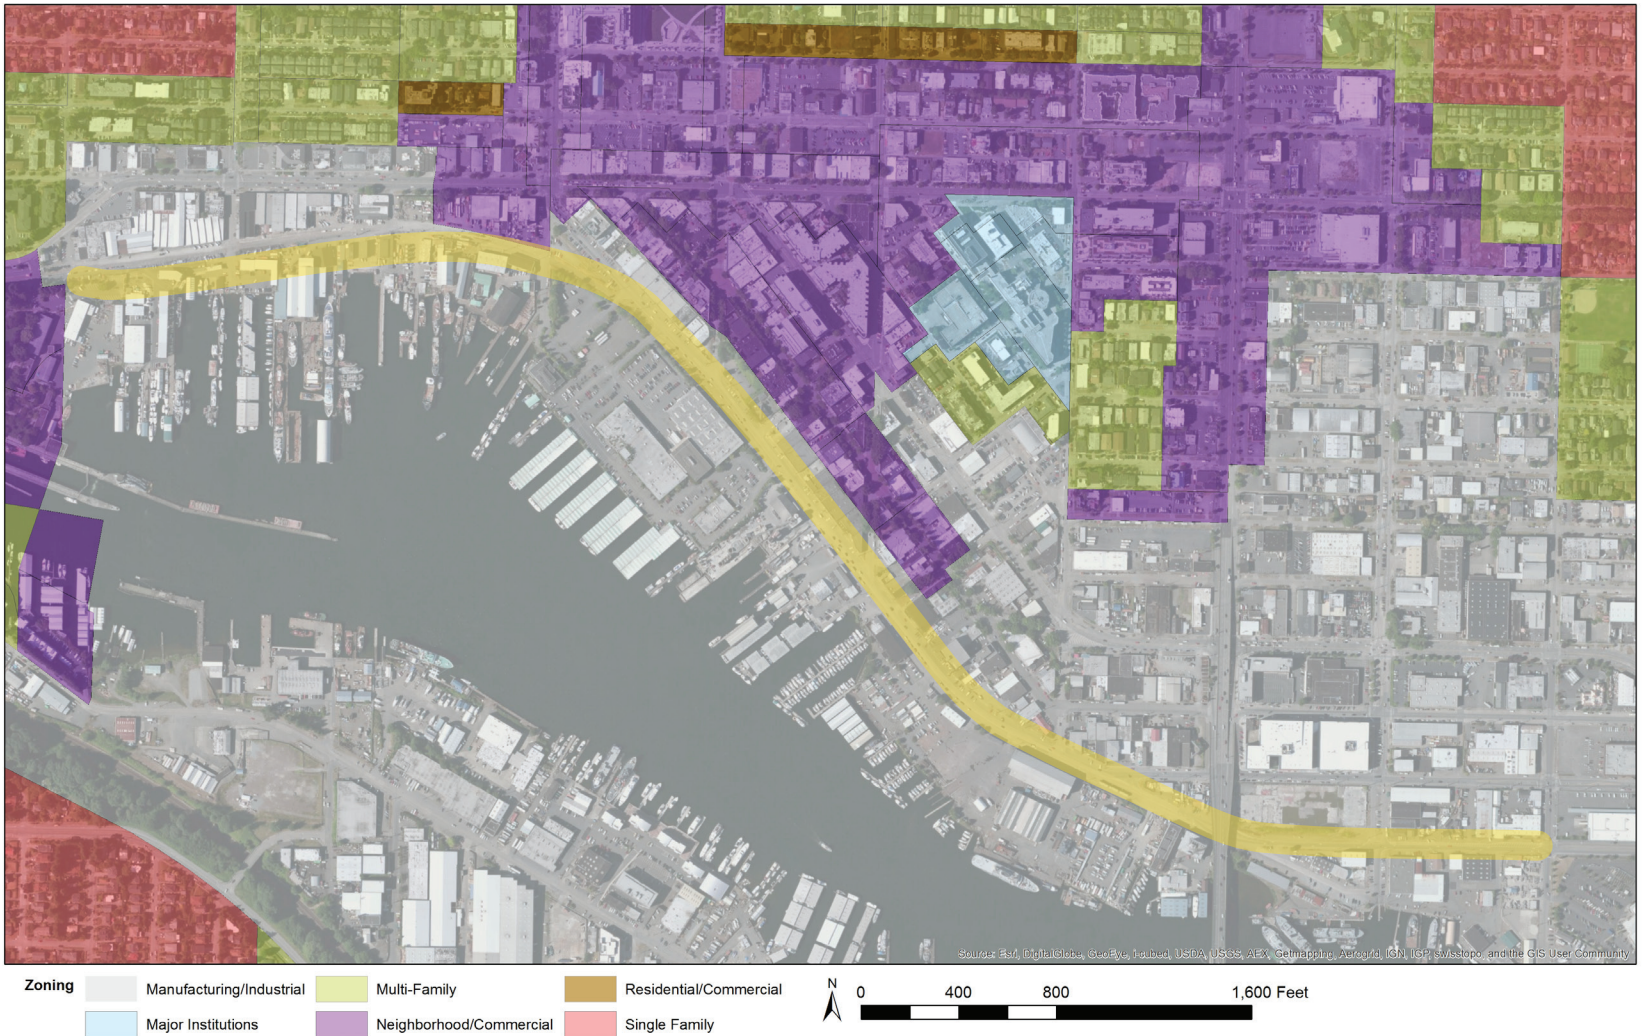 Source: Esri, DigitalGlobe, GeoEye, i-cubed, USDA, USGS, AEX, Getmapping, Aerogrid, IGN, IGP, swisstopo, and the GIS User Community
Zoning
Manufacturing/Industrial
Multi-Family
Residential/Commercial
Major Institutions
Neighborhood/Commercial
Single Family
N
0 400 800 1,600 Feet